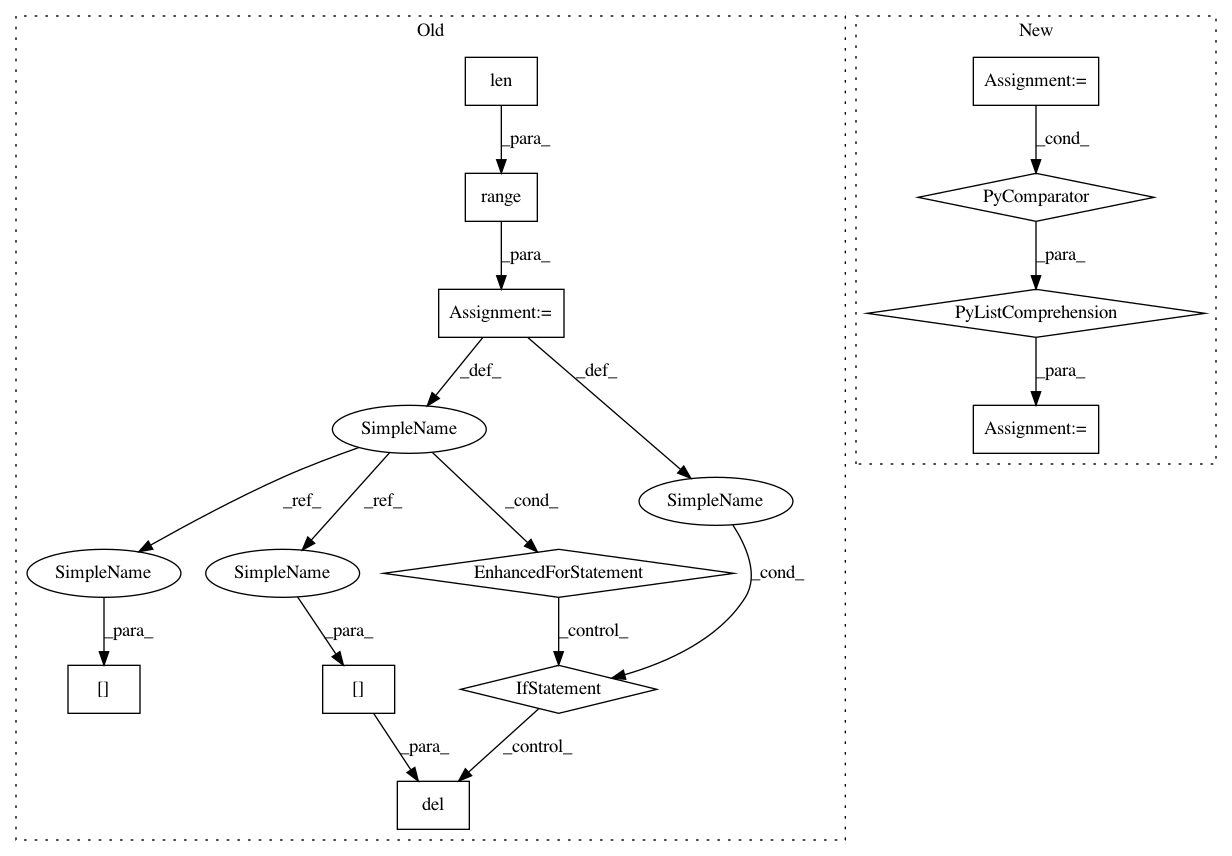 Old
New
len
Assignment:=
_para_
_cond_
range
PyComparator
_para_
_para_
Assignment:=
PyListComprehension
_def_
_def_
_para_
SimpleName
Assignment:=
_ref_
_ref_
_cond_
SimpleName
SimpleName
SimpleName
EnhancedForStatement
_cond_
_para_
_para_
_control_
[]
[]
IfStatement
_para_
_control_
del